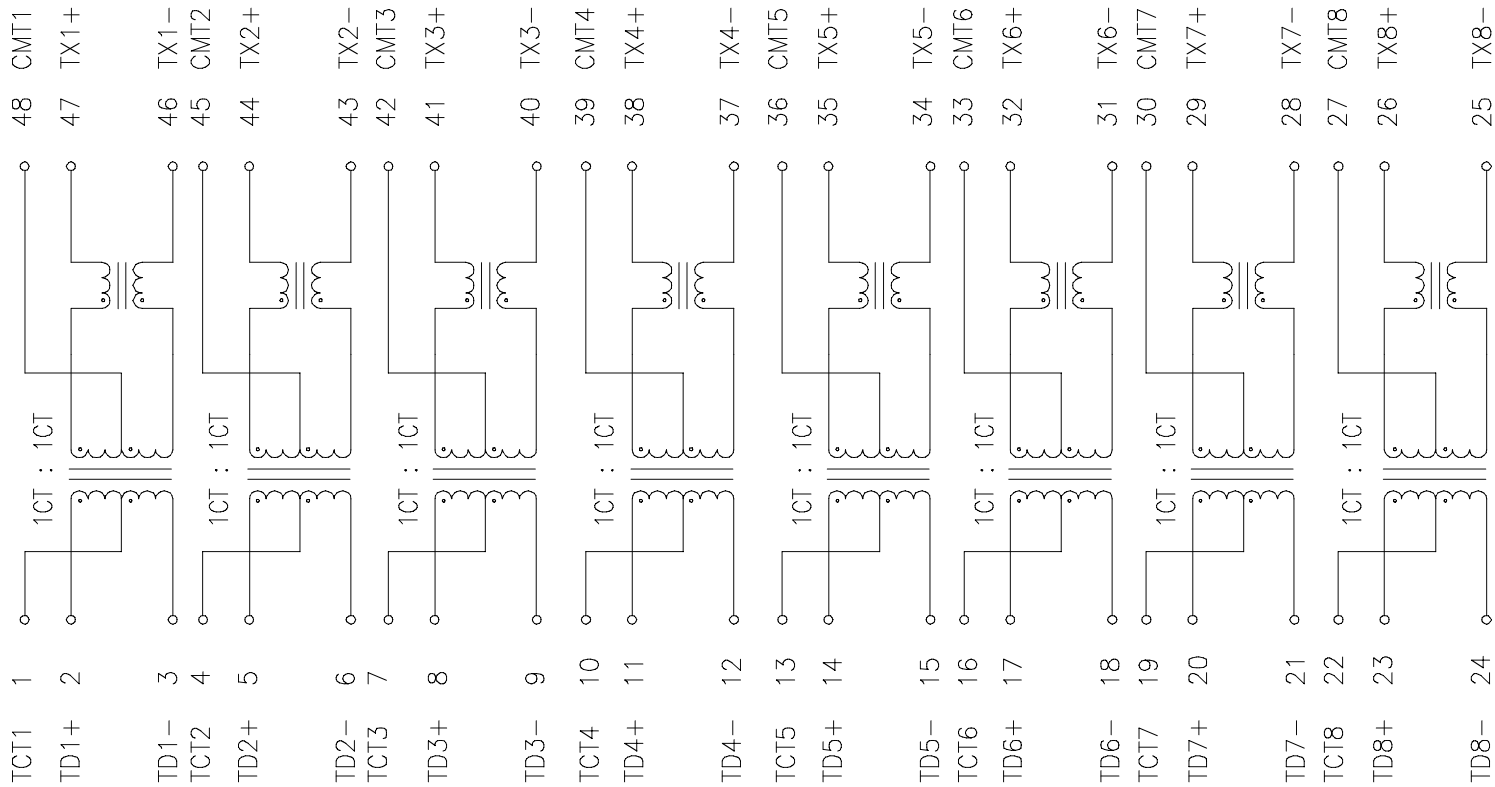 CMT1 TX1+ TX1- CMT2 TX2+ TX2- CMT3 TX3+ TX3- CMT4 TX4+ TX4- CMT5 TX5+ TX5- CMT6 TX6+ TX6- CMT7 TX7+ TX7- CMT8 TX8+ TX8-
48 47 46 45 44 43 42 41 40 39 38 37 36 35 34 33 32 31 30 29 28 27 26 25
1CT : 1CT
1CT : 1CT
1CT : 1CT
1CT : 1CT
1CT : 1CT
1CT : 1CT
1CT : 1CT
1CT : 1CT
1 2 3 4 5 6 7 8 9 10 11 12 13 14 15 16 17 18 19 20 21 22 23 24
TCT1 TD1+ TD1- TCT2 TD2+ TD2- TCT3 TD3+ TD3- TCT4 TD4+ TD4- TCT5 TD5+ TD5- TCT6 TD6+ TD6- TCT7 TD7+ TD7- TCT8 TD8+ TD8-